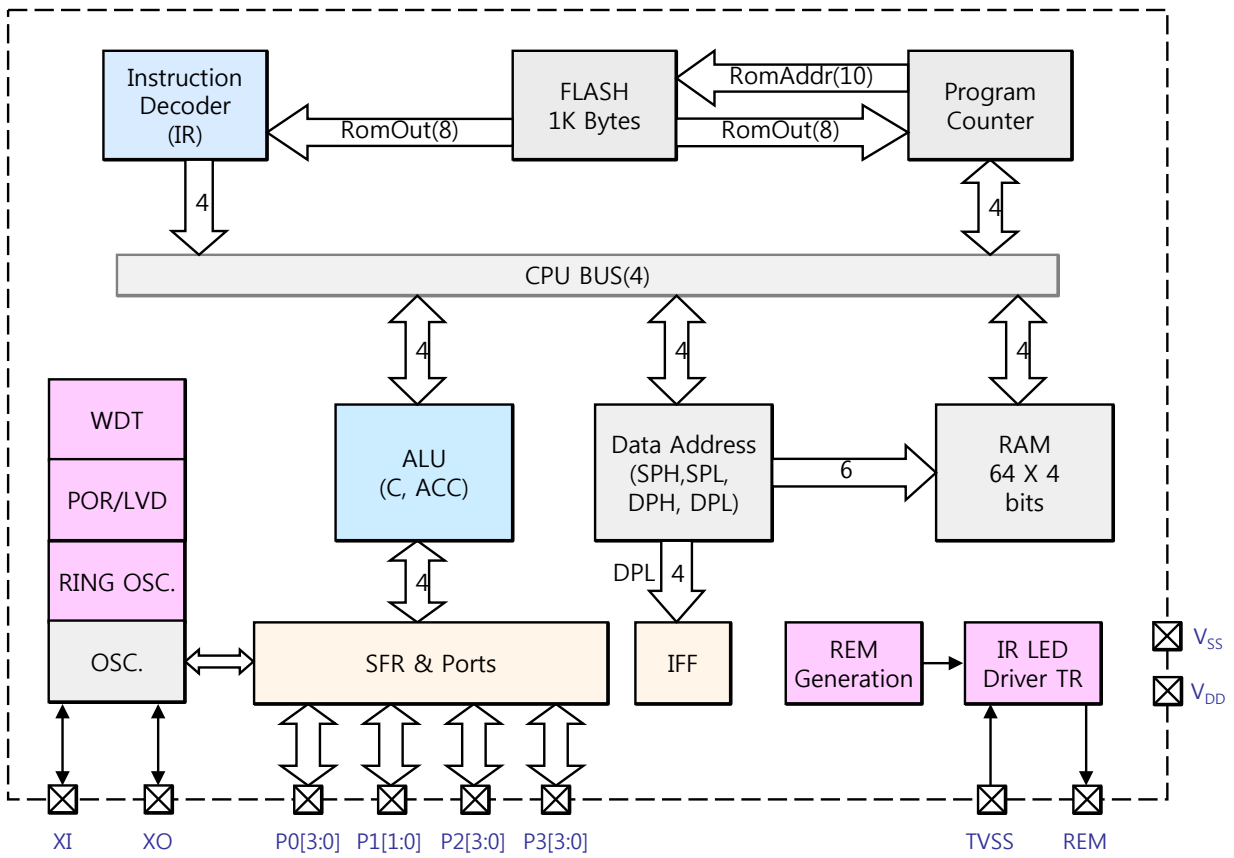 Instruction
Decoder
(IR)
RomOut(8)
FLASH
1K Bytes
RomAddr(10)
RomOut(8)
Program
Counter
4
4
CPU BUS(4)
4
4
4
WDT
POR/LVD
RING OSC.
OSC.
ALU
(C, ACC)
Data Address
(SPH,SPL,
DPH, DPL)
6
RAM
64 X 4
bits
4
DPL
4
SFR & Ports
IFF
REM
Generation
IR LED
Driver TR
VSS
VDD
XI
XO
P0[3:0]
P1[1:0]
P2[3:0]
P3[3:0]
TVSS
REM